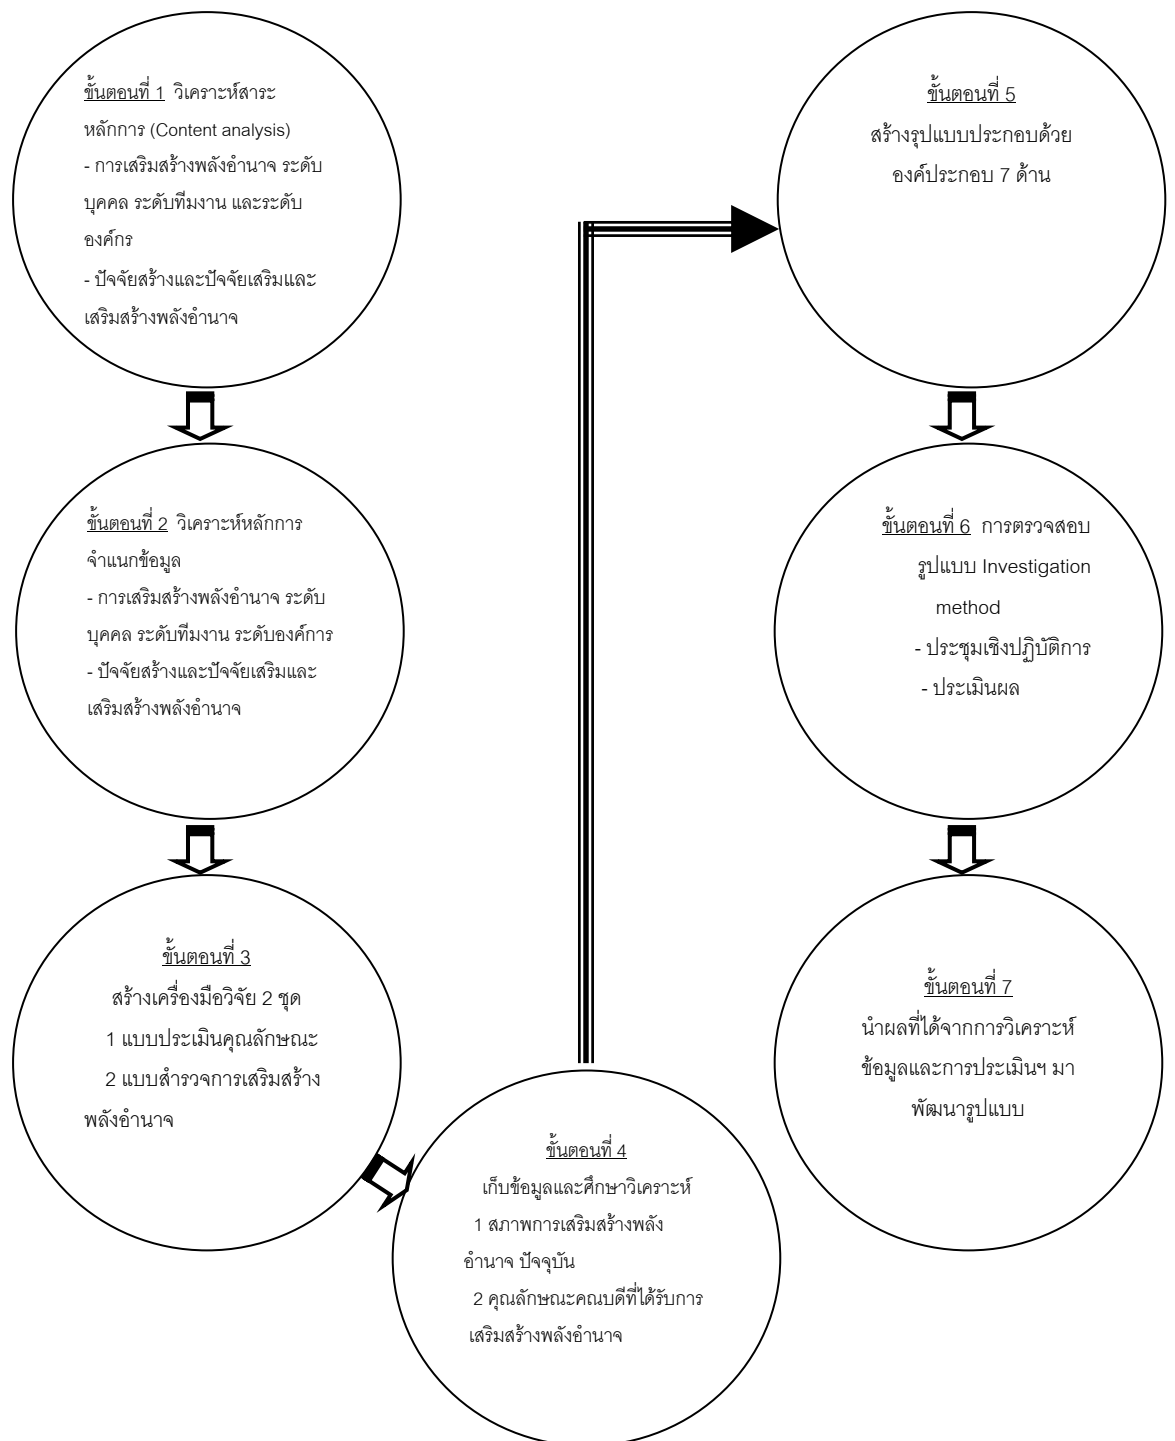 ขั้นตอนที่ 1 วิเคราะห์สาระ
หลักการ (Content analysis)
- การเสริมสร้างพลังอำนาจ ระดับ
บุคคล ระดับทีมงาน และระดับ
องค์กร
- ปัจจัยสร้างและปัจจัยเสริมและ
เสริมสร้างพลังอำนาจ
ขั้นตอนที่ 2 วิเคราะห์หลักการ
จำแนกข้อมูล
- การเสริมสร้างพลังอำนาจ ระดับ
บุคคล ระดับทีมงาน ระดับองค์การ
- ปัจจัยสร้างและปัจจัยเสริมและ
เสริมสร้างพลังอำนาจ
ขั้นตอนที่ 3
สร้างเครื่องมือวิจัย 2 ชุด
1 แบบประเมินคุณลักษณะ
2 แบบสำรวจการเสริมสร้าง
พลังอำนาจ
ขั้นตอนที่ 4
เก็บข้อมูลและศึกษาวิเคราะห์
1 สภาพการเสริมสร้างพลัง
อำนาจ ปัจจุบัน
2 คุณลักษณะคณบดีที่ได้รับการ
เสริมสร้างพลังอำนาจ
ขั้นตอนที่ 5
สร้างรูปแบบประกอบด้วย
องค์ประกอบ 7 ด้าน
ขั้นตอนที่ 6 การตรวจสอบ
รูปแบบ Investigation
method
- ประชุมเชิงปฏิบัติการ
- ประเมินผล
ขั้นตอนที่ 7
นำผลที่ได้จากการวิเคราะห์
ข้อมูลและการประเมินฯ มา
พัฒนารูปแบบ